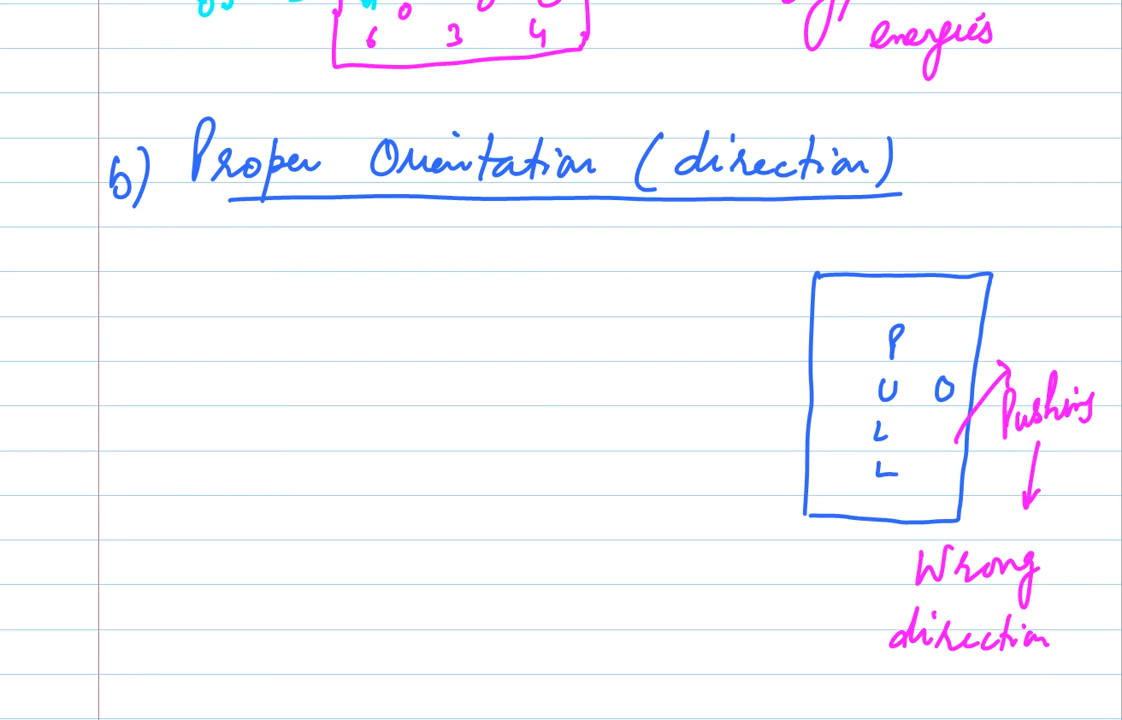 6 3 4
energies
b) Proper Orientation (direction)
P
U O
L
L
Pushing
Wrong
direction